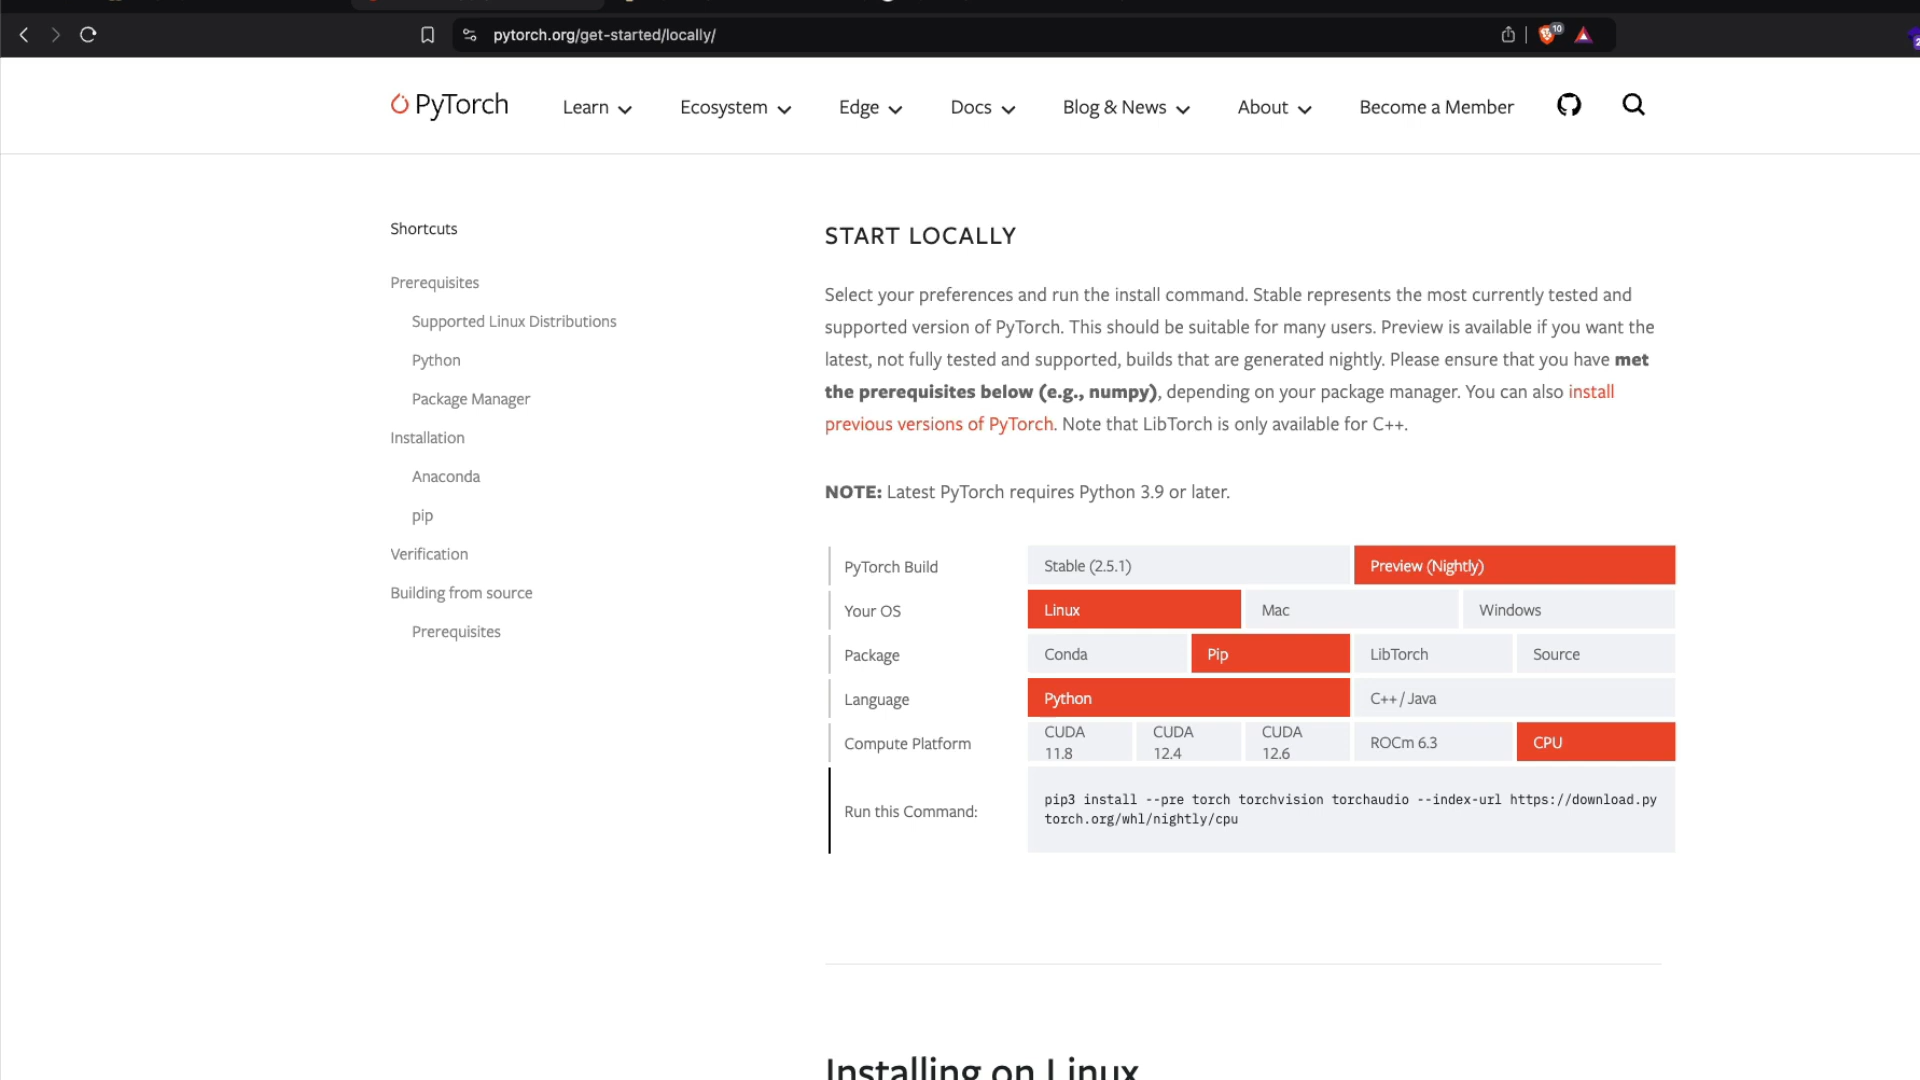 pytorch.org/get-started/locally/
10
PyTorch
Learn
Ecosystem
Edge
Docs
Blog & News
About
Become a Member
Shortcuts
Prerequisites
Supported Linux Distributions
Python
Package Manager
Installation
Anaconda
pip
Verification
Building from source
Prerequisites
START LOCALLY
Select your preferences and run the install command. Stable represents the most currently tested and
supported version of PyTorch. This should be suitable for many users. Preview is available if you want the
latest, not fully tested and supported, builds that are generated nightly. Please ensure that you have met
the prerequisites below (e.g., numpy), depending on your package manager. You can also install
previous versions of PyTorch. Note that LibTorch is only available for C++.
NOTE: Latest PyTorch requires Python 3.9 or later.
PyTorch Build
Stable (2.5.1)
Preview (Nightly)
Your OS
Linux
Mac
Windows
Package
Conda
Pip
LibTorch
Source
Language
Python
C++ / Java
Compute Platform
CUDA
11.8
CUDA
12.4
CUDA
12.6
ROCm 6.3
CPU
Run this Command:
pip3 install --pre torch torchvision torchaudio --index-url https://download.py
torch.org/whl/nightly/cpu
Installing on Linux